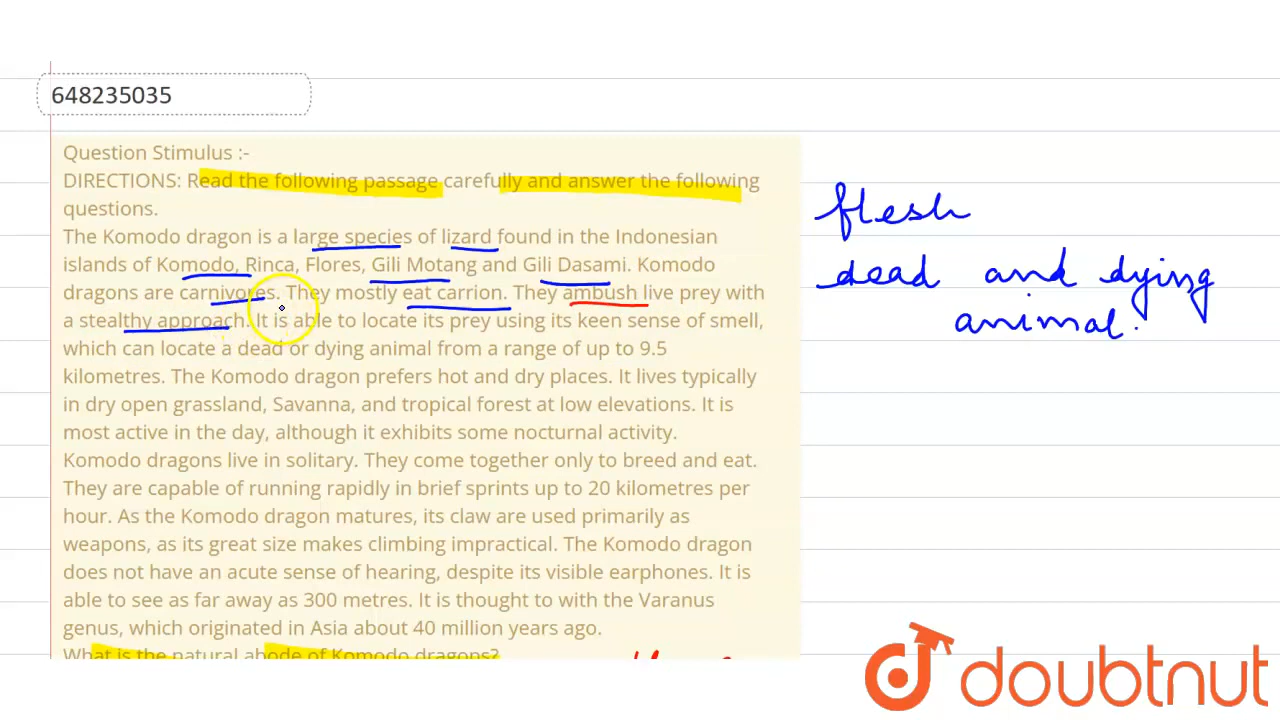 648235035
Question Stimulus :-
DIRECTIONS: Read the following passage carefully and answer the following
questions.
The Komodo dragon is a large species of lizard found in the Indonesian
islands of Komodo, Rinca, Flores, Gili Motang and Gili Dasami. Komodo
dragons are carnivores. They mostly eat carrion. They ambush live prey with
a stealthy approach. It is able to locate its prey using its keen sense of smell,
which can locate a dead or dying animal from a range of up to 9.5
kilometres. The Komodo dragon prefers hot and dry places. It lives typically
in dry open grassland, Savanna, and tropical forest at low elevations. It is
most active in the day, although it exhibits some nocturnal activity.
Komodo dragons live in solitary. They come together only to breed and eat.
They are capable of running rapidly in brief sprints up to 20 kilometres per
hour. As the Komodo dragon matures, its claw are used primarily as
weapons, as its great size makes climbing impractical. The Komodo dragon
does not have an acute sense of hearing, despite its visible earphones. It is
able to see as far away as 300 metres. It is thought to with the Varanus
genus, which originated in Asia about 40 million years ago.
What is the natural abode of Komodo dragons?
flesh
dead and dying
animal.
doubtnut